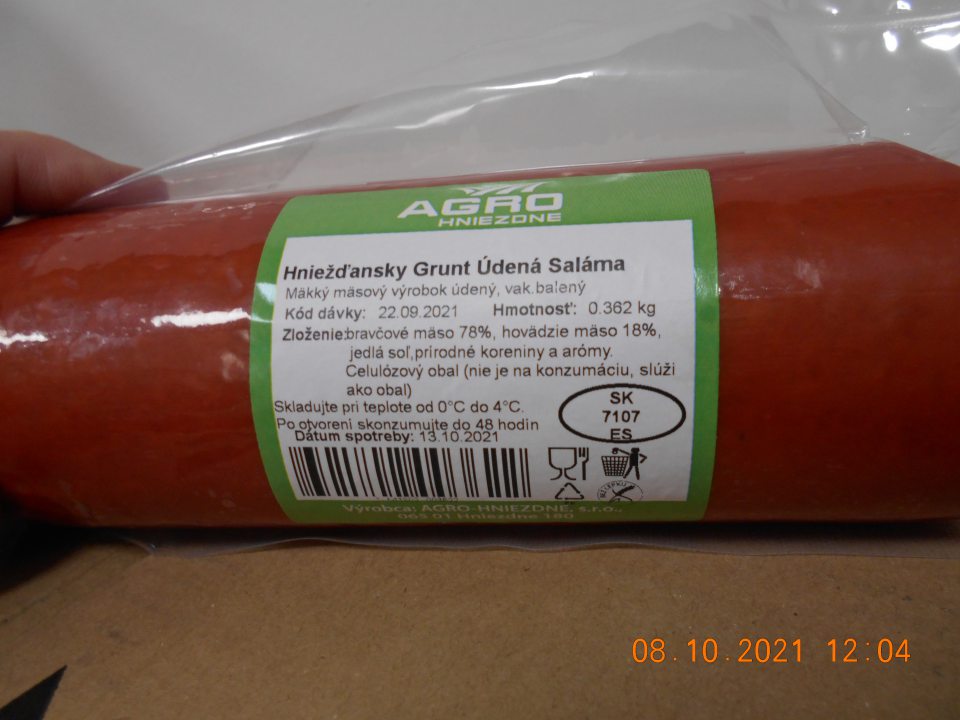 AGRO
HNIEZDNE
Hniežďansky Grunt Údená Saláma
Mäkký mäsový výrobok údený, vak.balený
Kód dávky: 22.09.2021 Hmotnosť: 0.362 kg
Zloženie:bravčové mäso 78%, hovädzie mäso 18%,
jedlá soľ,prírodné koreniny a arómy.
Celulózový obal (nie je na konzumáciu, slúži
ako obal)
Skladujte pri teplote od 0°C do 4°C.
Po otvorení skonzumujte do 48 hodín
Dátum spotreby: 13.10.2021
SK
7107
ES
Výrobca: AGRO-HNIEZDNE, s.r.o.,
065 01 Hniezdne 180
08.10.2021 12:04